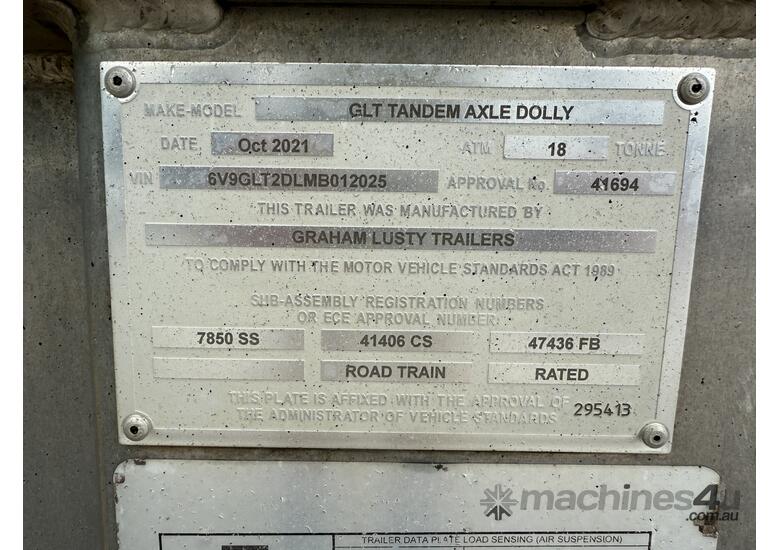 MAKE-MODEL GLT TANDEM AXLE DOLLY
DATE Oct 2021 ATM 18 TONNE
VIN 6V9GLT2DLMB012025 APPROVAL No. 41694
THIS TRAILER WAS MANUFACTURED BY
GRAHAM LUSTY TRAILERS
TO COMPLY WITH THE MOTOR VEHICLE STANDARDS ACT 1989
SUB-ASSEMBLY REGISTRATION NUMBERS
OR ECE APPROVAL NUMBER
7850 SS 41406 CS 47436 FB
ROAD TRAIN RATED
THIS PLATE IS AFFIXED WITH THE APPROVAL OF
THE ADMINISTRATOR OF VEHICLE STANDARDS 295413
machines4u
.com.au
TRAILER DATA PLATE LOAD SENSING (AIR SUSPENSION)